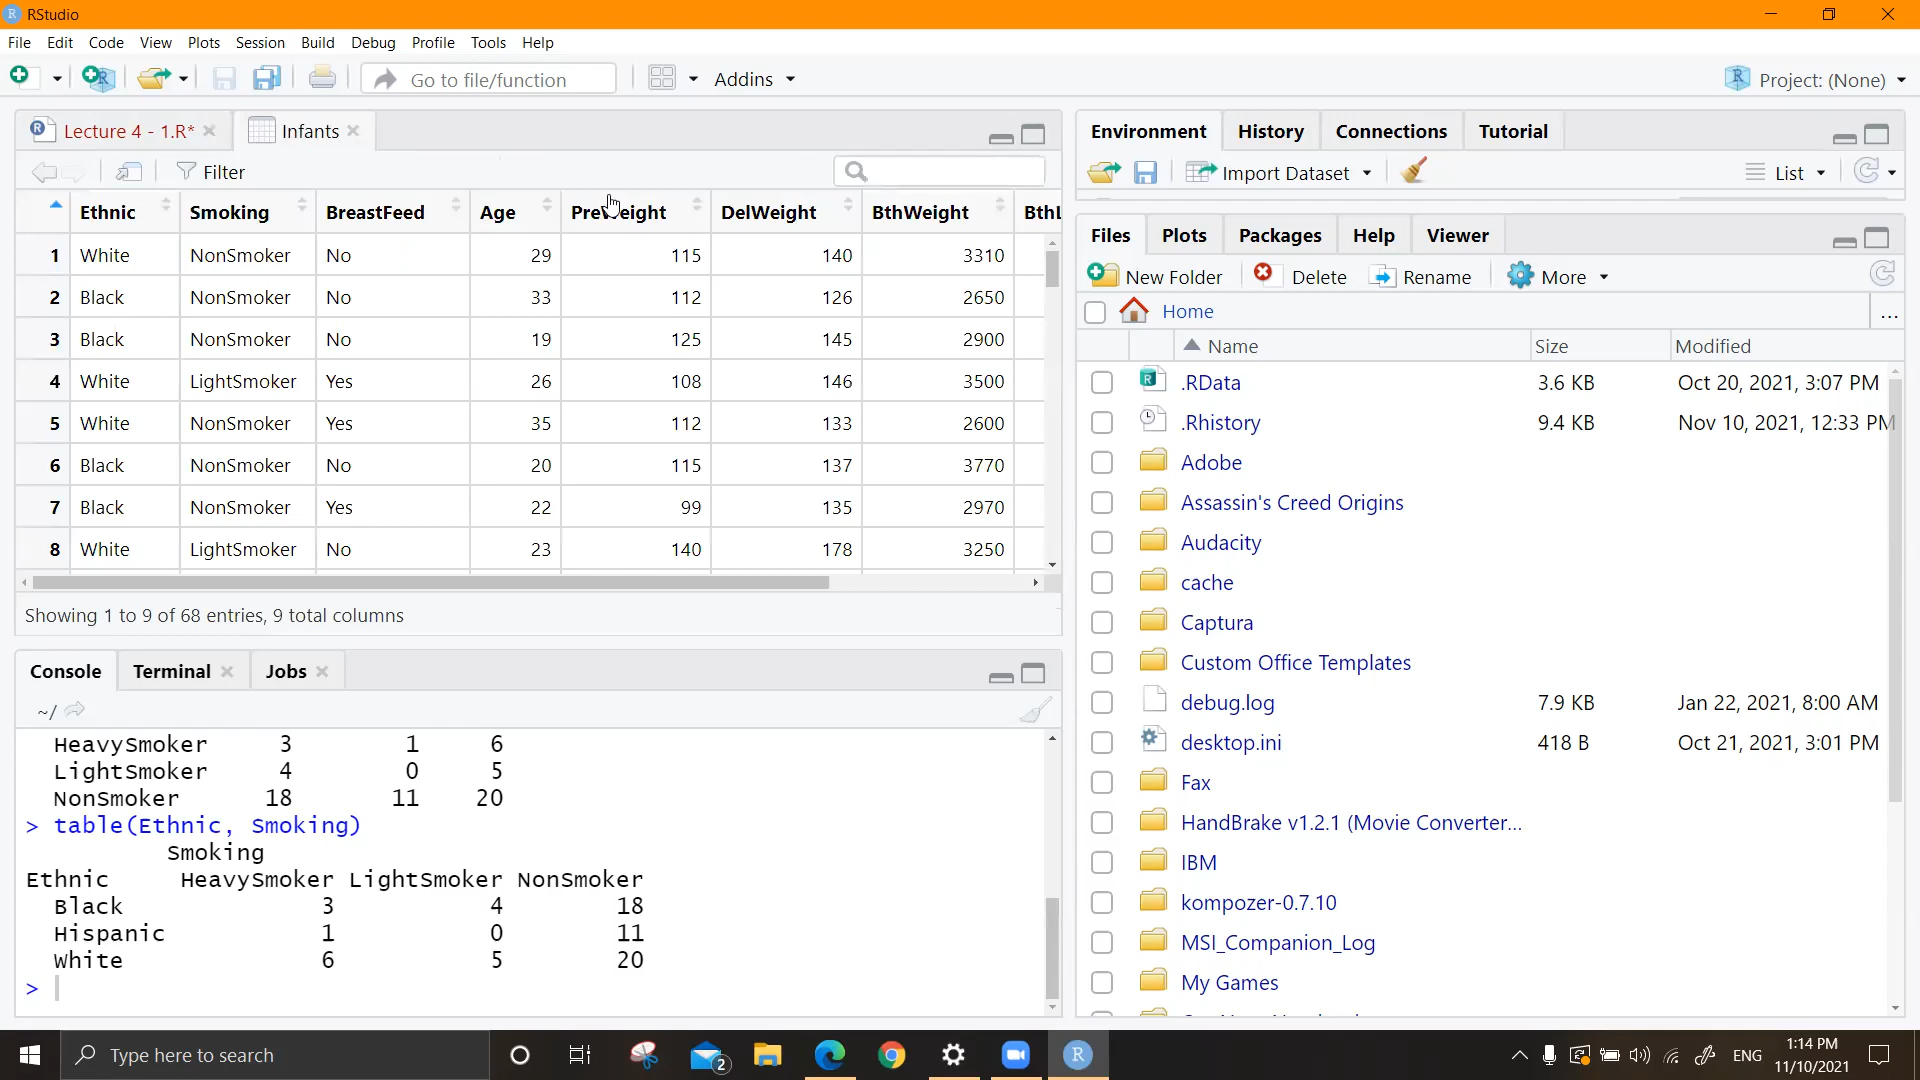 RStudio
File Edit Code View Plots Session Build Debug Profile Tools Help
Go to file/function Addins Project: (None)
Lecture 4 - 1.R* Infants
Filter
Ethnic Smoking BreastFeed Age PreWeight DelWeight BthWeight BthL
1 White NonSmoker No 29 115 140 3310
2 Black NonSmoker No 33 112 126 2650
3 Black NonSmoker No 19 125 145 2900
4 White LightSmoker Yes 26 108 146 3500
5 White NonSmoker Yes 35 112 133 2600
6 Black NonSmoker No 20 115 137 3770
7 Black NonSmoker Yes 22 99 135 2970
8 White LightSmoker No 23 140 178 3250
Showing 1 to 9 of 68 entries, 9 total columns
Console Terminal Jobs
~/
HeavySmoker 3 1 6
LightSmoker 4 0 5
NonSmoker 18 11 20
> table(Ethnic, Smoking)
Smoking
Ethnic HeavySmoker LightSmoker NonSmoker
Black 3 4 18
Hispanic 1 0 11
White 6 5 20
>
Environment History Connections Tutorial
Import Dataset List
Files Plots Packages Help Viewer
New Folder Delete Rename More
Home ...
Name Size Modified
.RData 3.6 KB Oct 20, 2021, 3:07 PM
.Rhistory 9.4 KB Nov 10, 2021, 12:33 PM
Adobe
Assassin's Creed Origins
Audacity
cache
Captura
Custom Office Templates
debug.log 7.9 KB Jan 22, 2021, 8:00 AM
desktop.ini 418 B Oct 21, 2021, 3:01 PM
Fax
HandBrake v1.2.1 (Movie Converter...
IBM
kompozer-0.7.10
MSI_Companion_Log
My Games
Type here to search
2
ENG
1:14 PM
11/10/2021